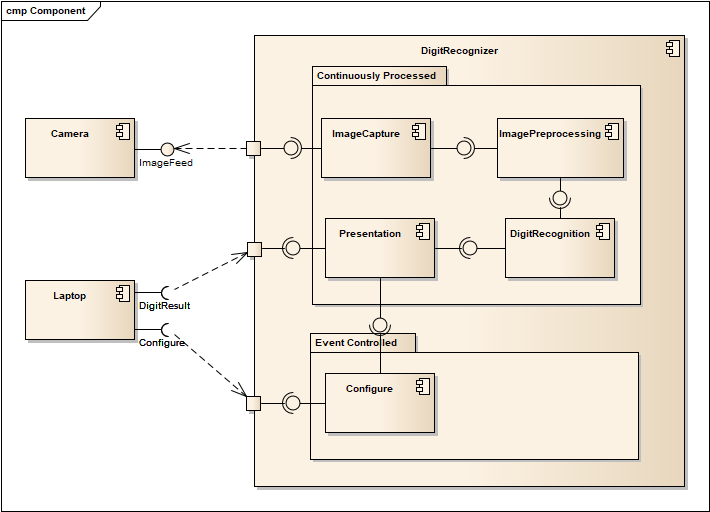 cmp Component
DigitRecognizer
Continuously Processed
Camera
ImageCapture
ImagePreprocessing
ImageFeed
Presentation
DigitRecognition
Laptop
DigitResult
Configure
Event Controlled
Configure